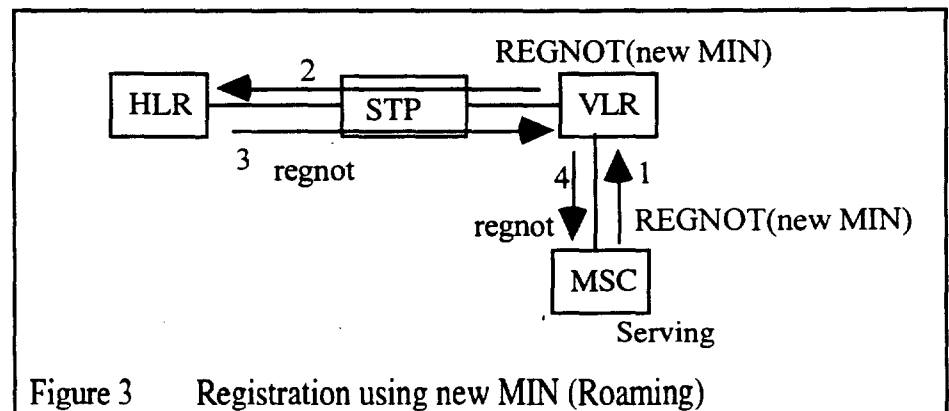 REGNOT(new MIN)
2
HLR
STP
VLR
3
regnot
4
1
regnot
REGNOT(new MIN)
MSC
Serving
Figure 3 Registration using new MIN (Roaming)